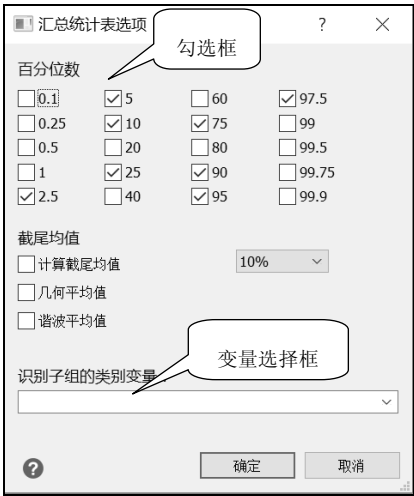 汇总统计表选项
勾选框
百分位数
0.1 5 60 97.5
0.25 10 75 99
0.5 20 80 99.5
1 25 90 99.75
2.5 40 95 99.9
截尾均值
计算截尾均值 10%
几何平均值
谐波平均值
变量选择框
识别子组的类别变量
确定 取消